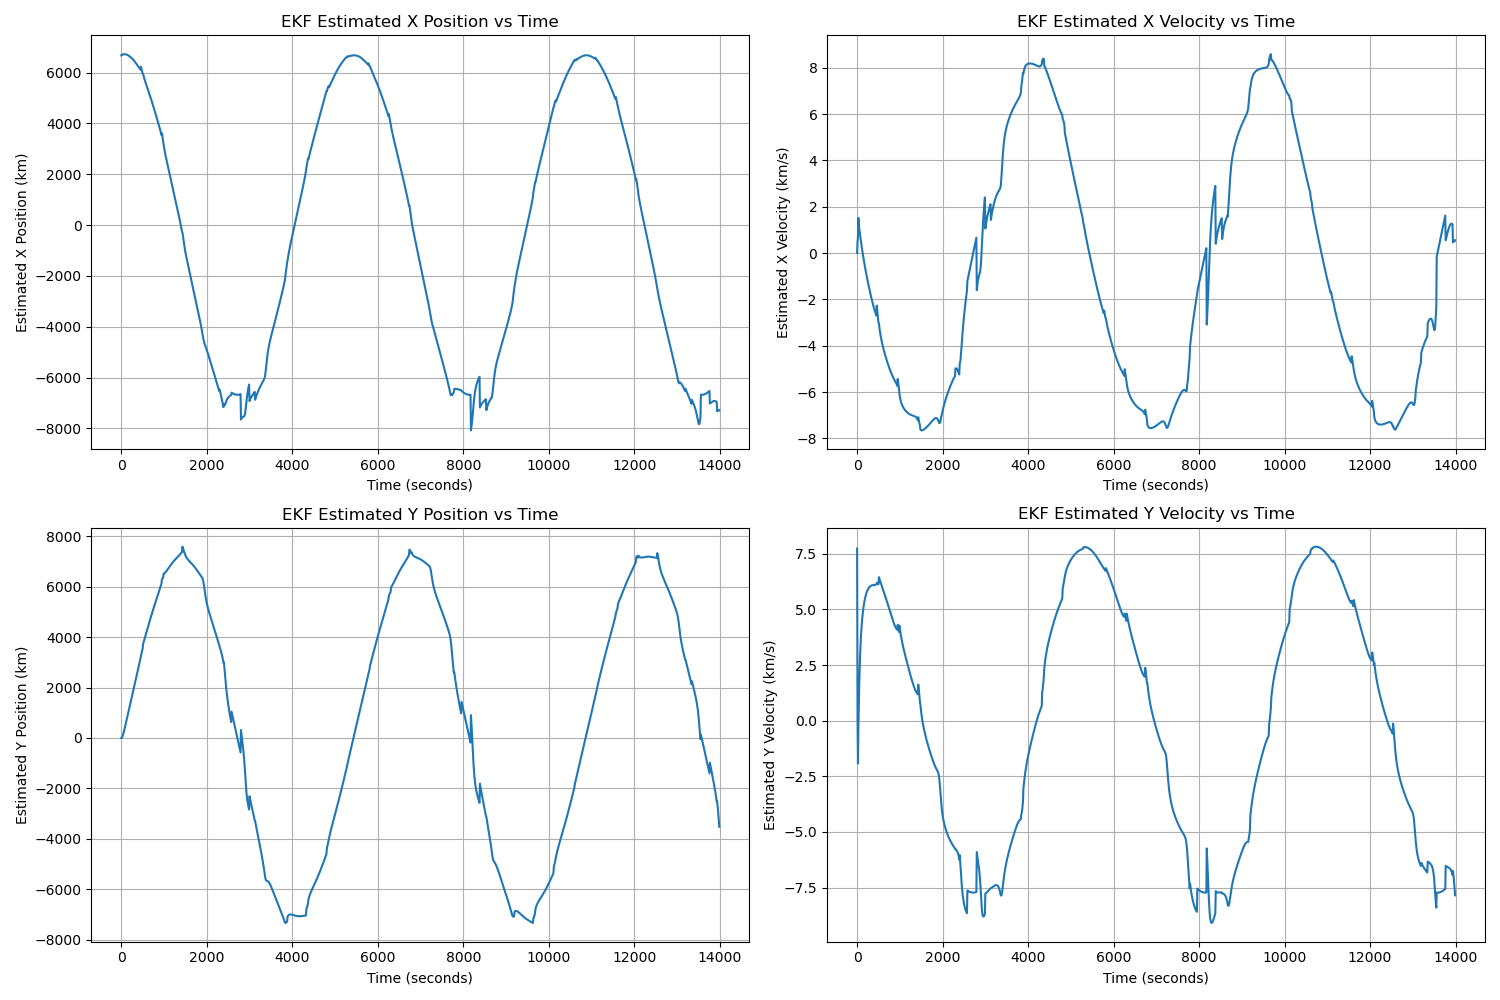 EKF Estimated X Position vs Time
Estimated X Position (km)
6000
4000
2000
0
−2000
−4000
−6000
−8000
0 2000 4000 6000 8000 10000 12000 14000
Time (seconds)
EKF Estimated X Velocity vs Time
Estimated X Velocity (km/s)
8
6
4
2
0
−2
−4
−6
−8
0 2000 4000 6000 8000 10000 12000 14000
Time (seconds)
EKF Estimated Y Position vs Time
Estimated Y Position (km)
8000
6000
4000
2000
0
−2000
−4000
−6000
−8000
0 2000 4000 6000 8000 10000 12000 14000
Time (seconds)
EKF Estimated Y Velocity vs Time
Estimated Y Velocity (km/s)
7.5
5.0
2.5
0.0
−2.5
−5.0
−7.5
0 2000 4000 6000 8000 10000 12000 14000
Time (seconds)